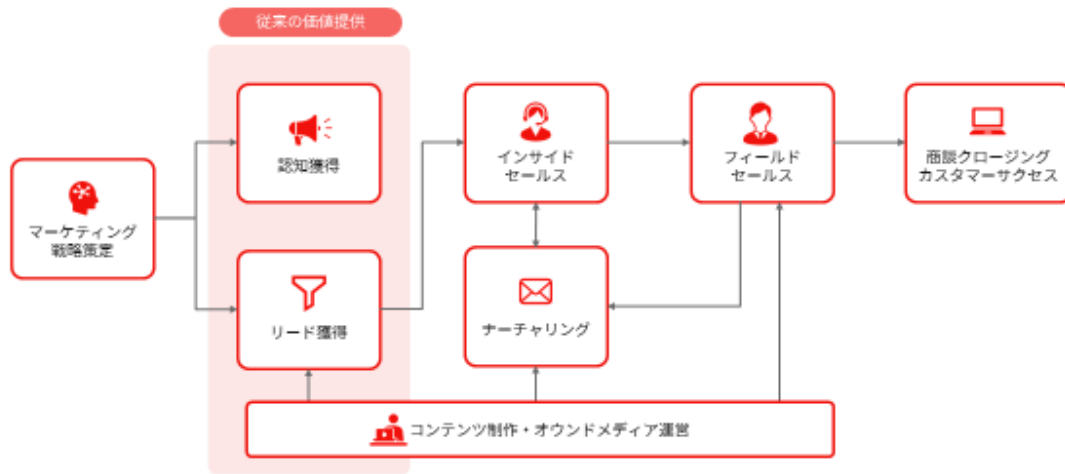 従来の価値提供
認知獲得
インサイド
セールス
フィールド
セールス
商談クロージング
カスタマーサクセス
マーケティング
戦略策定
リード獲得
ナーチャリング
コンテンツ制作・オウンドメディア運営